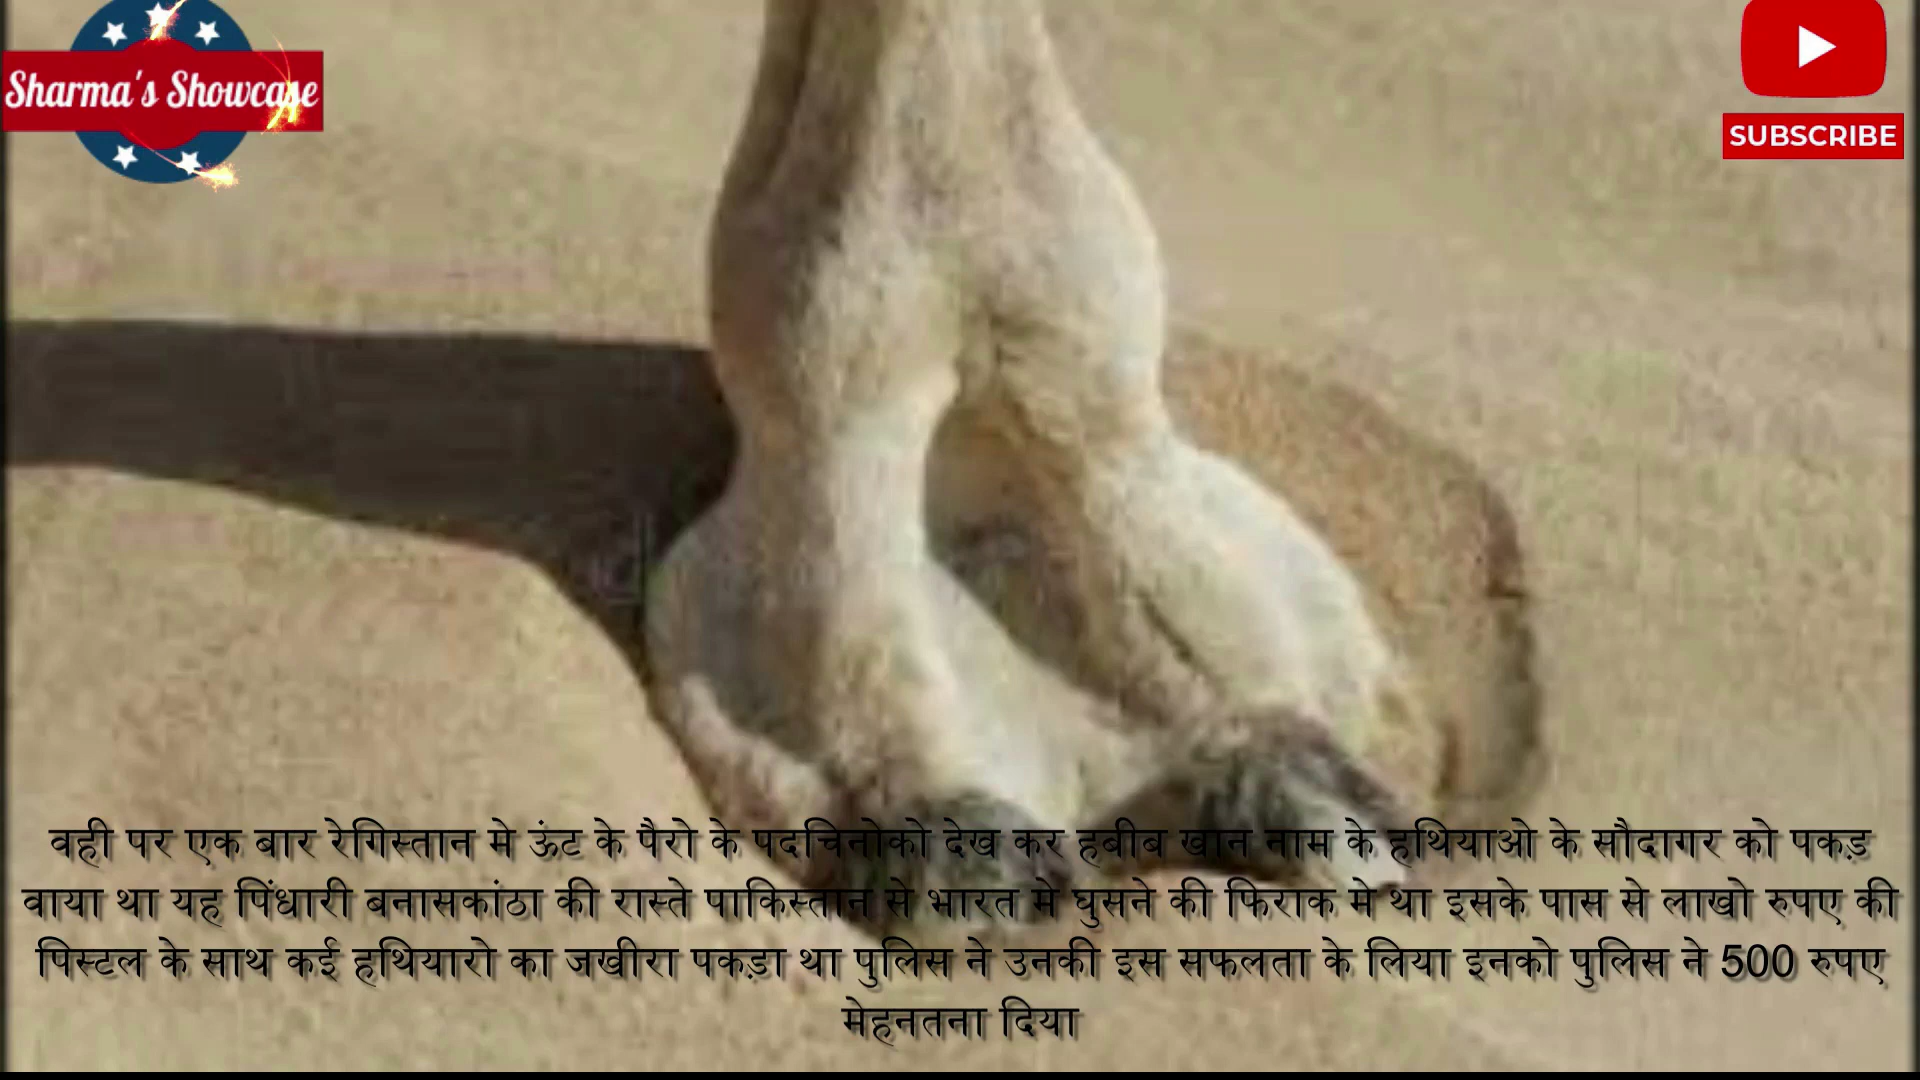 Sharma's Showcase
SUBSCRIBE
वही पर एक बार रेगिस्तान मे ऊंट के पैरो के पदचिनोको देख कर हबीब खान नाम के हथियाओ के सौदागर को पकड़
वाया था यह पिंधारी बनासकांठा की रास्ते पाकिस्तान से भारत मे घुसने की फिराक मे था इसके पास से लाखो रुपए की
पिस्टल के साथ कई हथियारो का जखीरा पकड़ा था पुलिस ने उनकी इस सफलता के लिया इनको पुलिस ने 500 रुपए
मेहनतना दिया